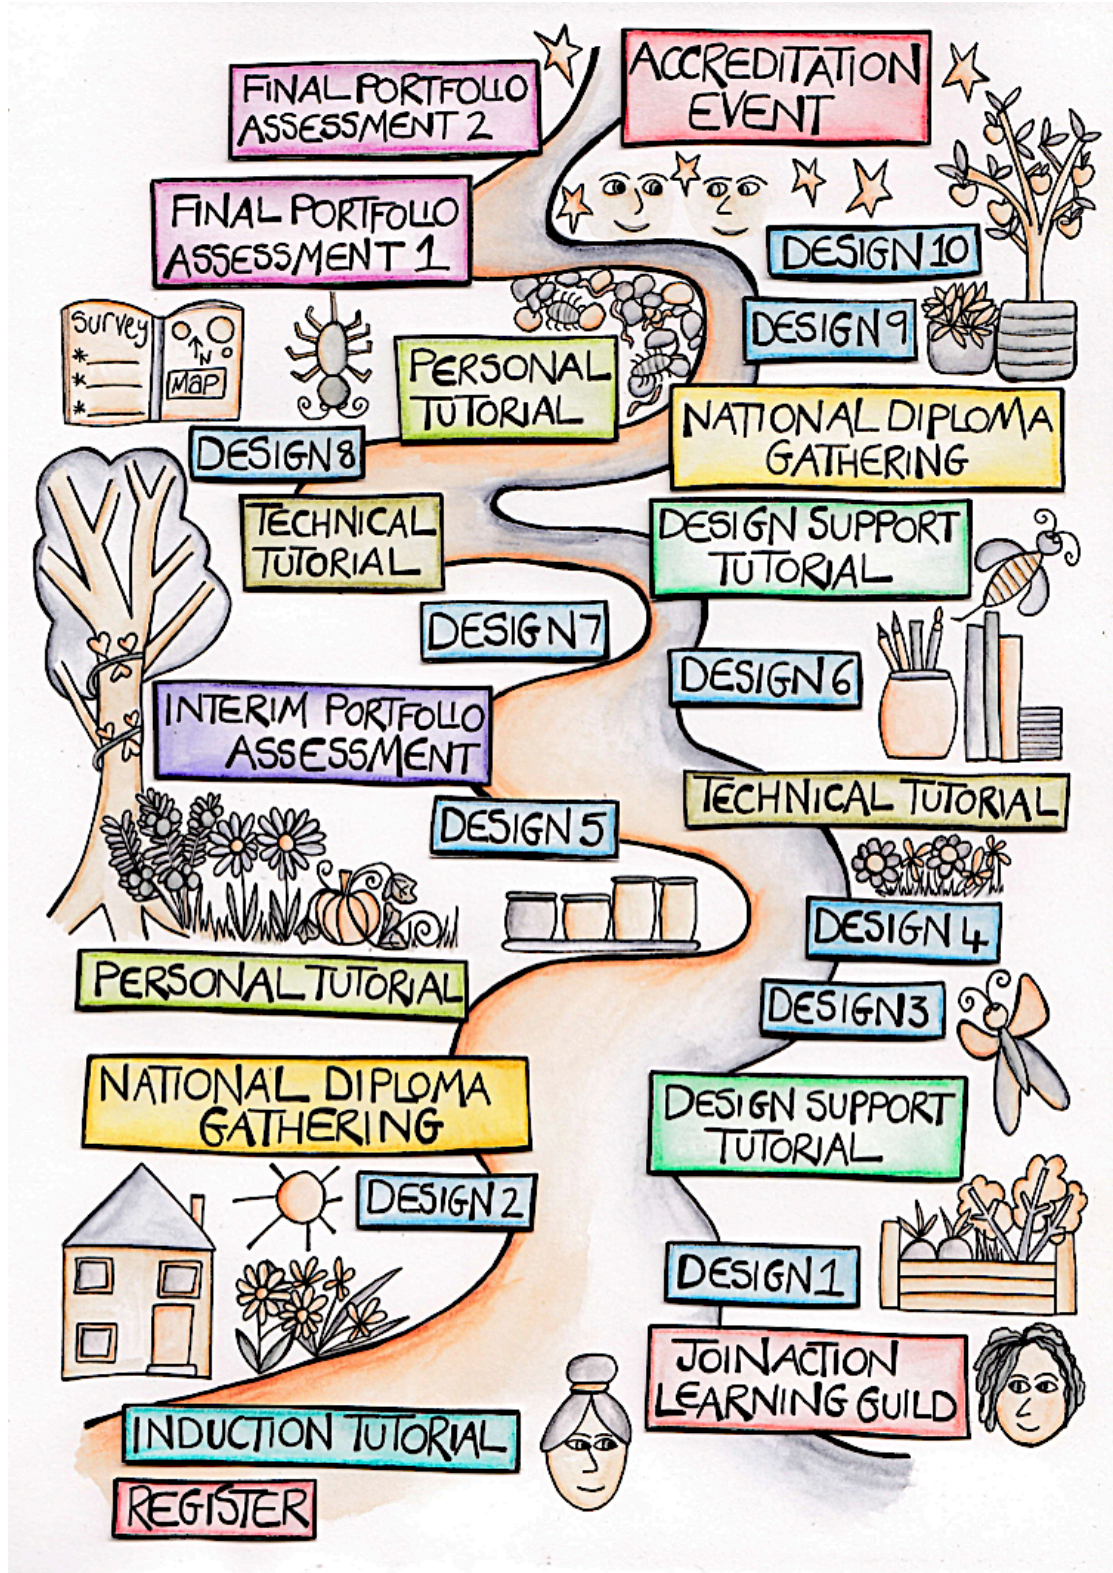 FINAL PORTFOLIO
ASSESSMENT 2
ACCREDITATION
EVENT
FINAL PORTFOLIO
ASSESSMENT 1
DESIGN 10
DESIGN 9
Survey
N
MAP
PERSONAL
TUTORIAL
NATIONAL DIPLOMA
GATHERING
DESIGN 8
TECHNICAL
TUTORIAL
DESIGN SUPPORT
TUTORIAL
DESIGN 7
DESIGN 6
INTERIM PORTFOLIO
ASSESSMENT
TECHNICAL TUTORIAL
DESIGN 5
DESIGN 4
PERSONAL TUTORIAL
DESIGN 3
NATIONAL DIPLOMA
GATHERING
DESIGN SUPPORT
TUTORIAL
DESIGN 2
DESIGN 1
JOIN ACTION
LEARNING GUILD
INDUCTION TUTORIAL
REGISTER